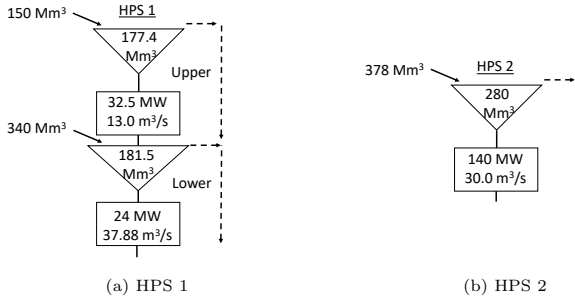 150 Mm³
HPS 1
177.4
Mm³
Upper
32.5 MW
13.0 m³/s
340 Mm³
181.5
Mm³
Lower
24 MW
37.88 m³/s
(a) HPS 1
378 Mm³
HPS 2
280
Mm³
140 MW
30.0 m³/s
(b) HPS 2